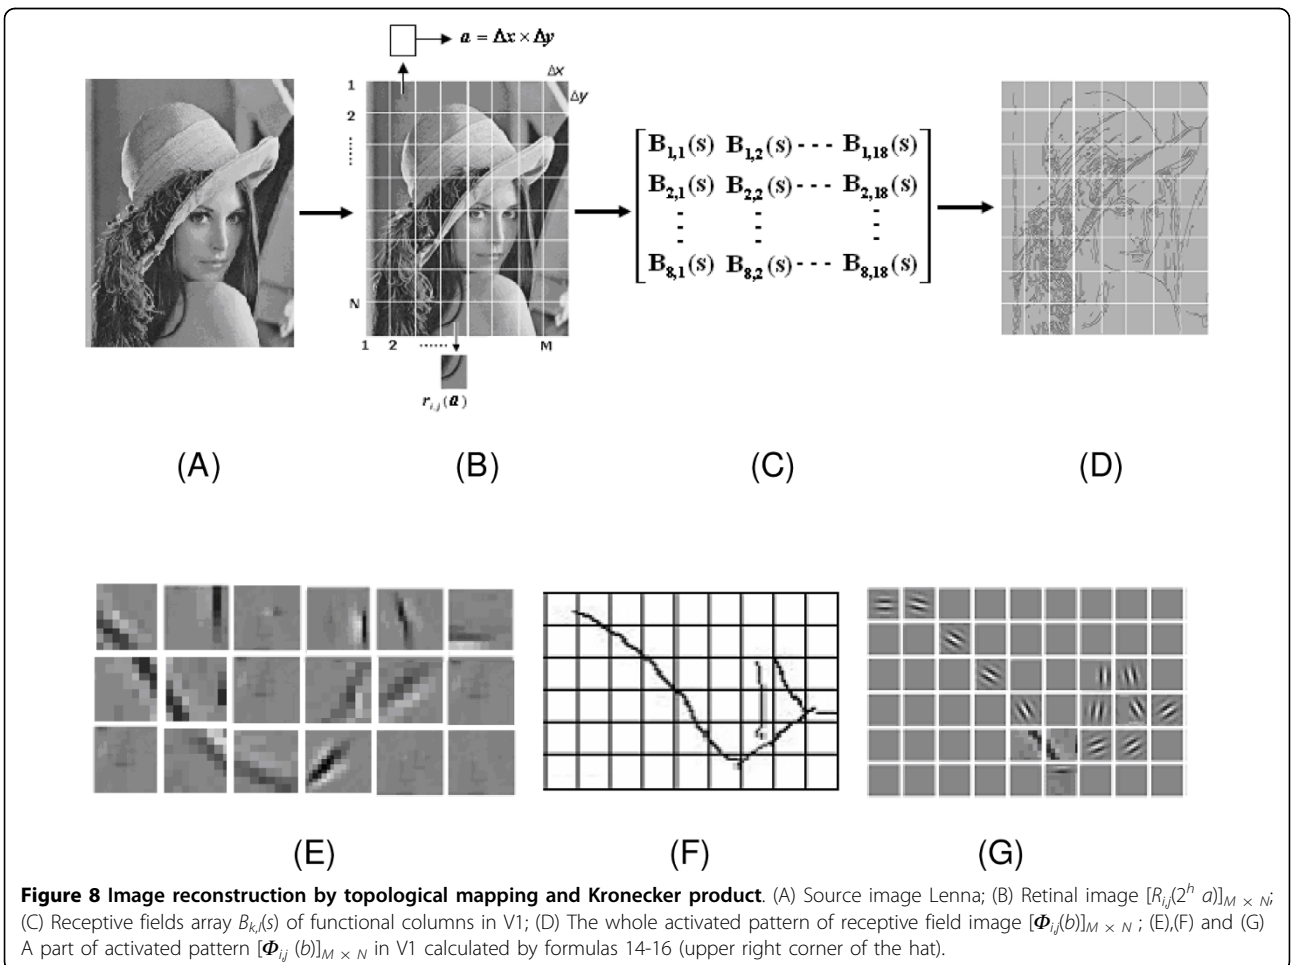 a = Δx × Δy
Δx
1
Δy
2
N
1 2 ...... M
r_{i,j}(a)
B_{1,1}(s) B_{1,2}(s) - - - B_{1,18}(s)
B_{2,1}(s) B_{2,2}(s) - - - B_{2,18}(s)
B_{8,1}(s) B_{8,2}(s) - - - B_{8,18}(s)
(A) (B) (C) (D)
(E) (F) (G)
Figure 8 Image reconstruction by topological mapping and Kronecker product. (A) Source image Lenna; (B) Retinal image [R_{i,j}(2^h a)]_{M × N};
(C) Receptive fields array B_{k,l}(s) of functional columns in V1; (D) The whole activated pattern of receptive field image [Φ_{i,j}(b)]_{M × N} ; (E),(F) and (G)
A part of activated pattern [Φ_{i,j} (b)]_{M × N} in V1 calculated by formulas 14-16 (upper right corner of the hat).